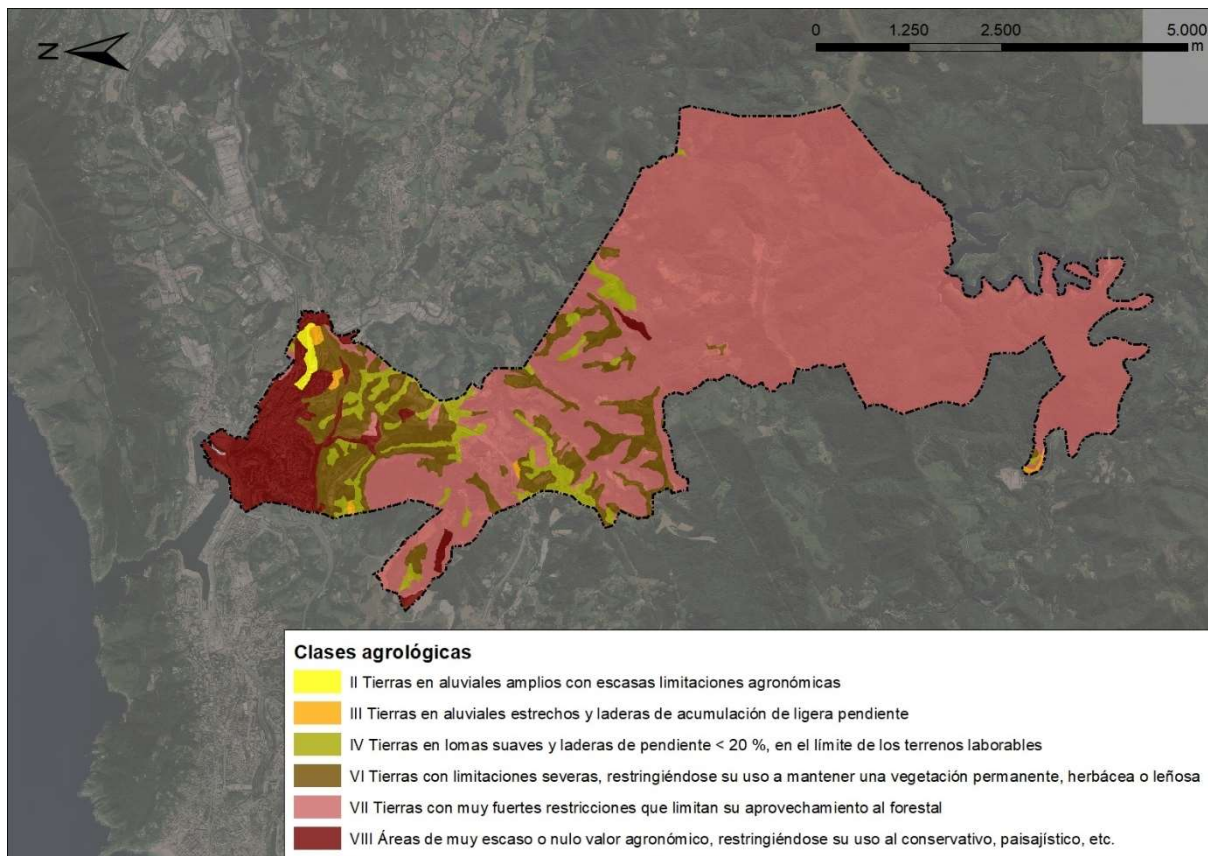 N
0 1.250 2.500 5.000
m
Clases agrológicas
II Tierras en aluviales amplios con escasas limitaciones agronómicas
III Tierras en aluviales estrechos y laderas de acumulación de ligera pendiente
IV Tierras en lomas suaves y laderas de pendiente < 20 %, en el límite de los terrenos laborables
VI Tierras con limitaciones severas, restringiéndose su uso a mantener una vegetación permanente, herbácea o leñosa
VII Tierras con muy fuertes restricciones que limitan su aprovechamiento al forestal
VIII Áreas de muy escaso o nulo valor agronómico, restringiéndose su uso al conservativo, paisajístico, etc.